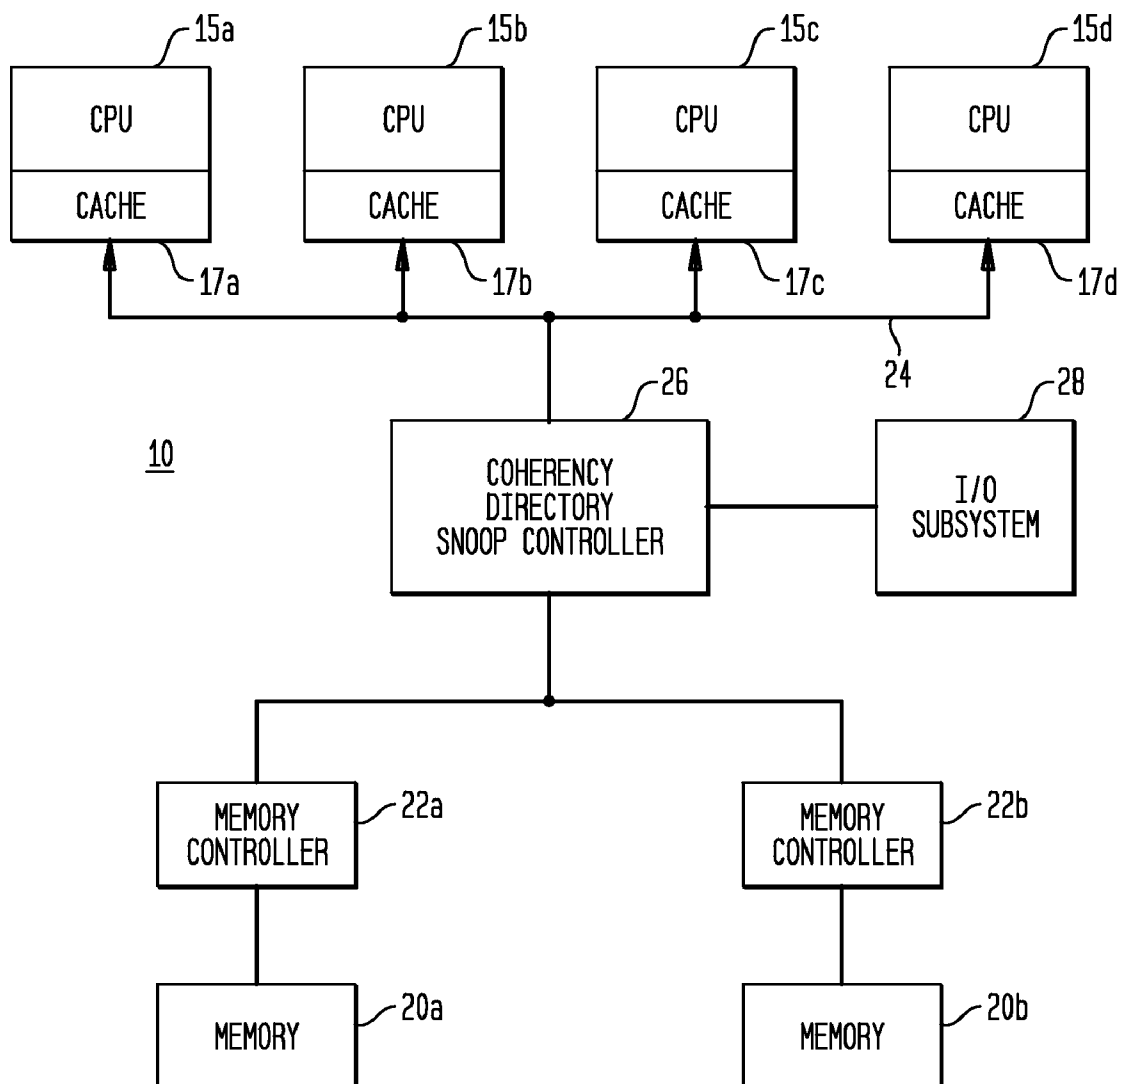 15a
15b
15c
15d
CPU
CPU
CPU
CPU
CACHE
CACHE
CACHE
CACHE
17a
17b
17c
17d
24
26
28
10
COHERENCY
DIRECTORY
SNOOP CONTROLLER
I/O
SUBSYSTEM
22a
22b
MEMORY
CONTROLLER
MEMORY
CONTROLLER
20a
20b
MEMORY
MEMORY